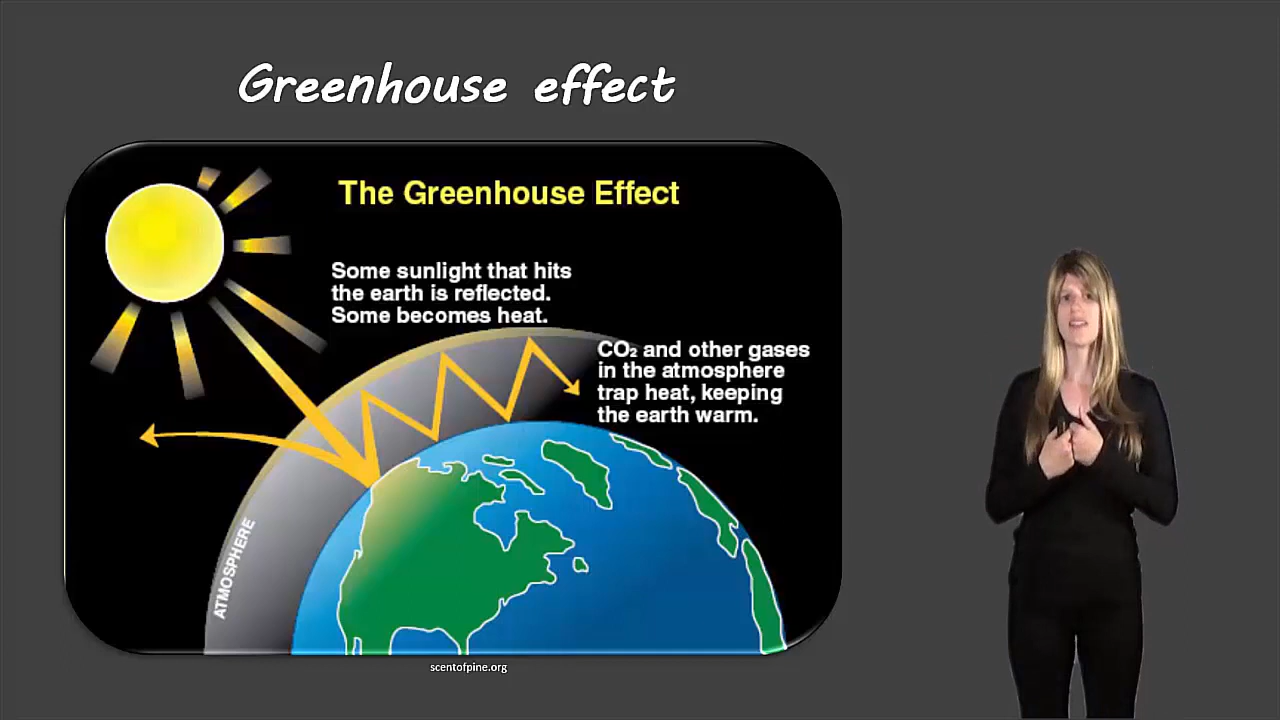 Greenhouse effect
The Greenhouse Effect
Some sunlight that hits
the earth is reflected.
Some becomes heat.
CO₂ and other gases
in the atmosphere
trap heat, keeping
the earth warm.
ATMOSPHERE
scentofpine.org